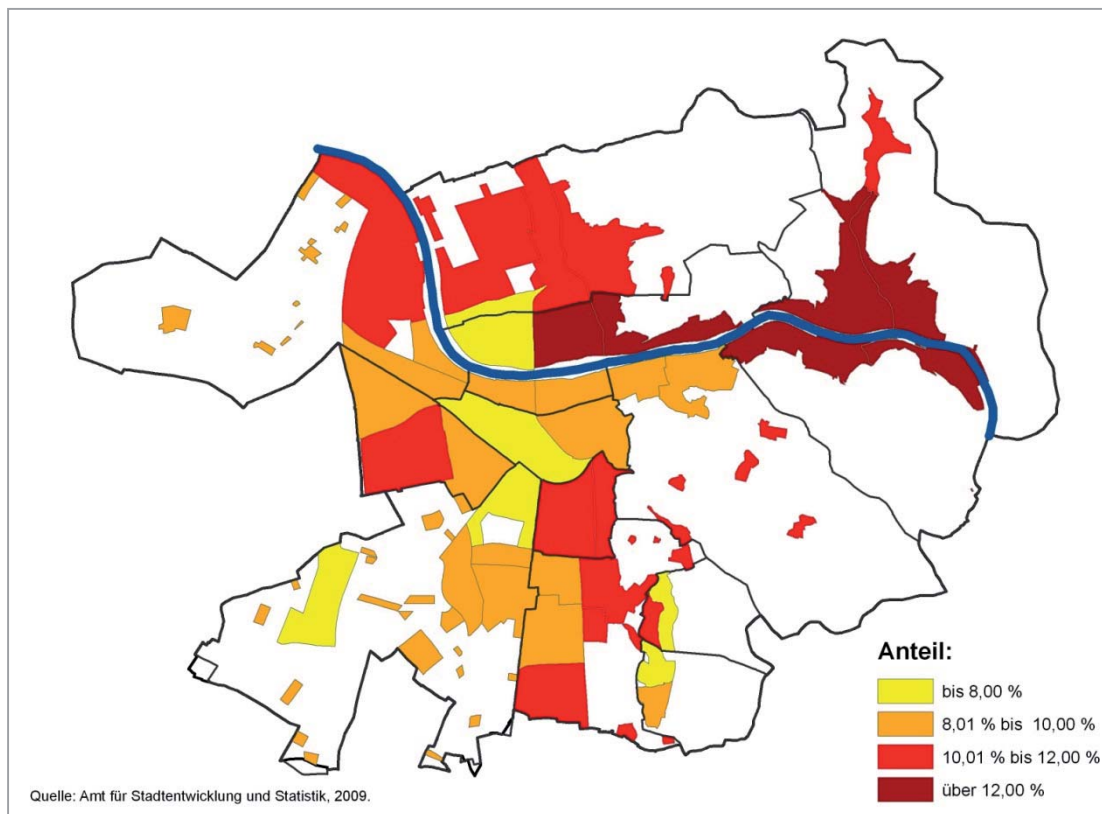 Anteil:
bis 8,00 %
8,01 % bis 10,00 %
10,01 % bis 12,00 %
über 12,00 %
Quelle: Amt für Stadtentwicklung und Statistik, 2009.